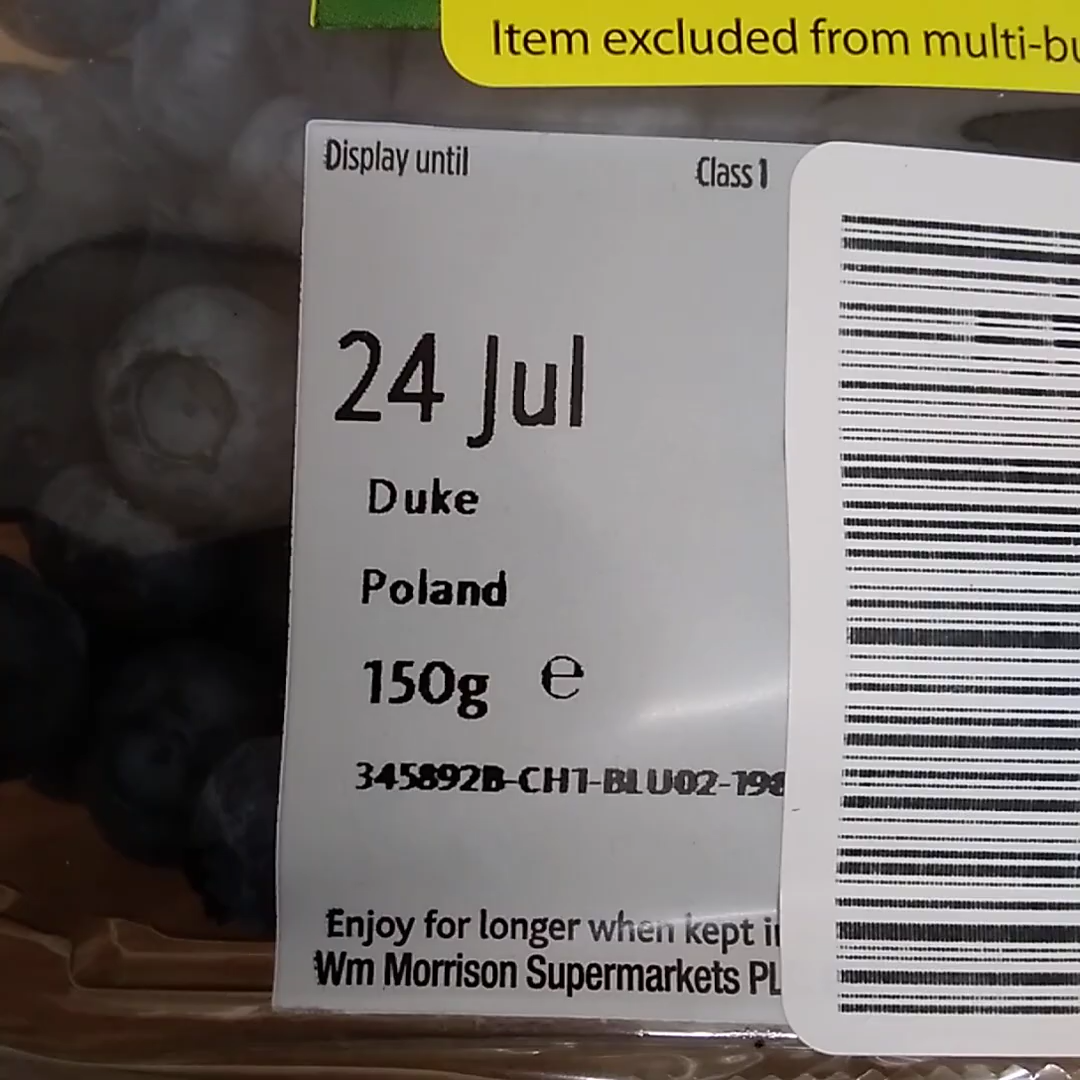 Item excluded from multi-bu
Display until Class 1
24 Jul
Duke
Poland
150g e
345892B-CH1-BLU02-198
Enjoy for longer when kept
Wm Morrison Supermarkets PL